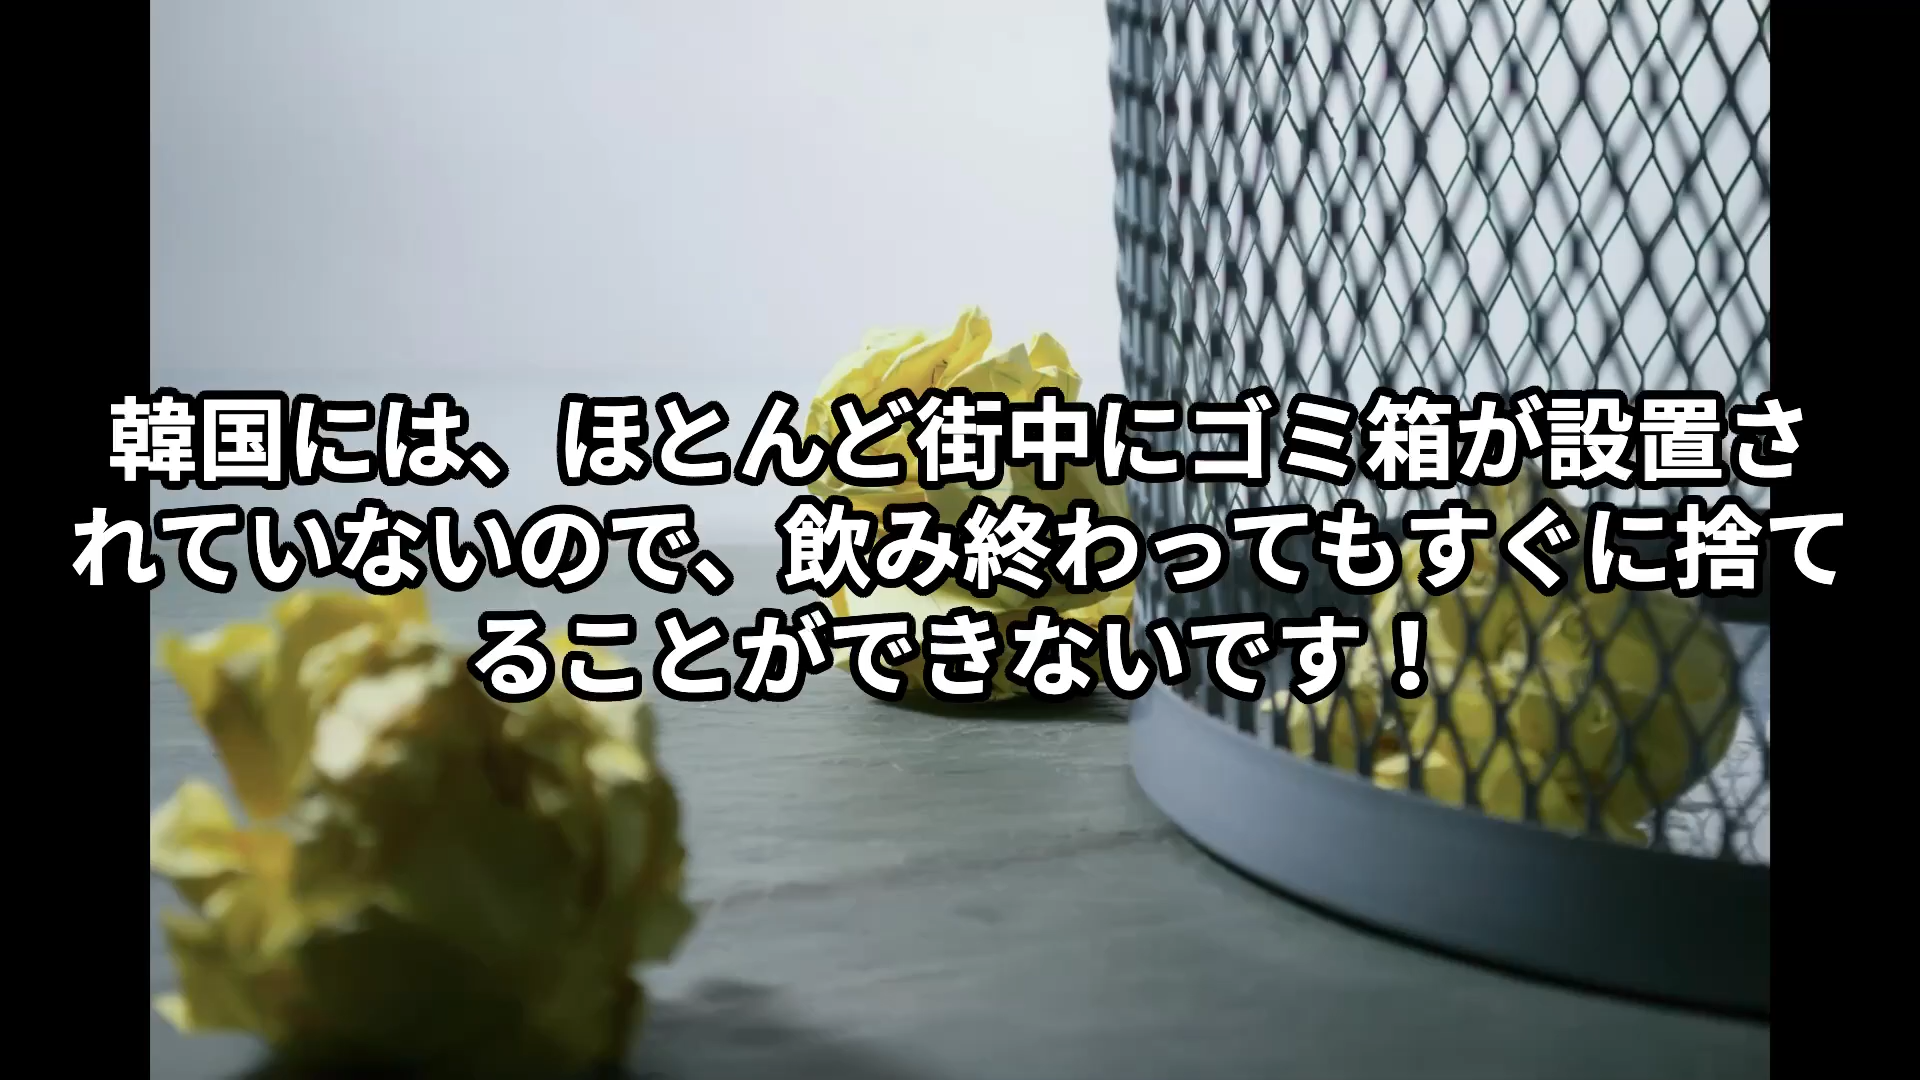 韓国には、ほとんど街中にゴミ箱が設置さ
れていないので、飲み終わってもすぐに捨て
ることができないです！